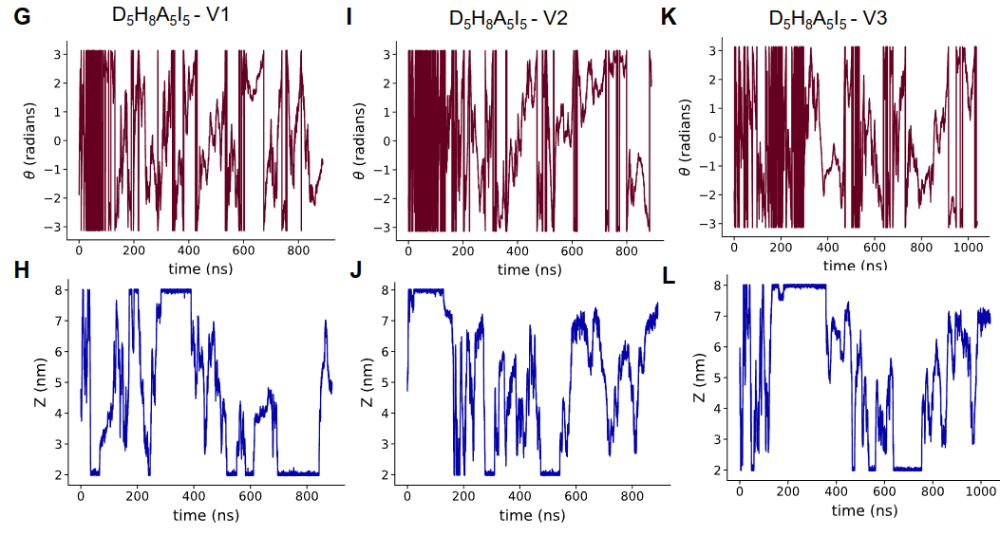 G
D5H8A5I5 - V1
I
D5H8A5I5 - V2
K
D5H8A5I5 - V3
θ (radians)
3
2
1
0
−1
−2
−3
0 200 400 600 800
time (ns)
θ (radians)
3
2
1
0
−1
−2
−3
0 200 400 600 800
time (ns)
θ (radians)
3
2
1
0
−1
−2
−3
0 200 400 600 800 1000
time (ns)
H
Z (nm)
8
7
6
5
4
3
2
0 200 400 600 800
time (ns)
J
Z (nm)
8
7
6
5
4
3
2
0 200 400 600 800
time (ns)
L
Z (nm)
8
7
6
5
4
3
2
0 200 400 600 800 1000
time (ns)